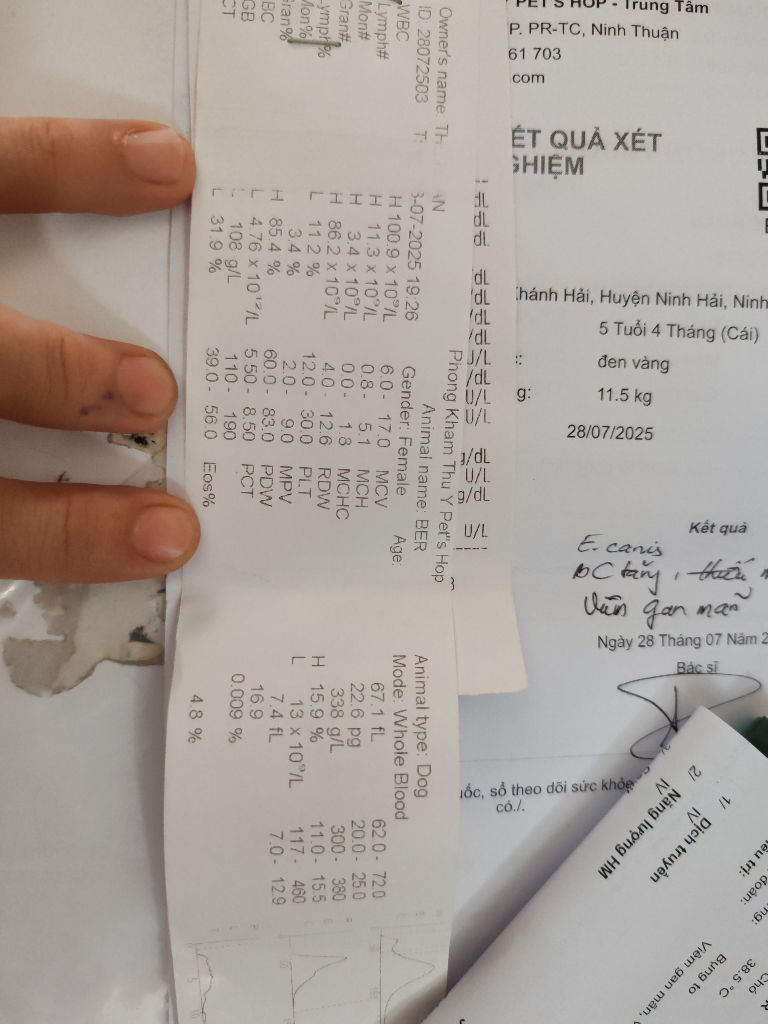 PET'S HOP - Trung Tâm
P. PR-TC, Ninh Thuận
61 703
com
ẾT QUẢ XÉT
GHIỆM
Khánh Hải, Huyện Ninh Hải, Ninh
5 Tuổi 4 Tháng (Cái)
đen vàng
g: 11.5 kg
28/07/2025
Kết quả
E. canis
BC tăng, thiếu
Viêm gan mãn
Ngày 28 Tháng 07 Năm 2
Bác sĩ
uốc, sổ theo dõi sức khỏe
có./.
Phong Kham Thu Y Pet's Hop
Owner's name: Th
Animal name: BER
Animal type: Dog
ID: 28072503 T: 3-07-2025 19:26
Gender: Female Age:
Mode: Whole Blood
WBC H 100.9 x 10^9/L 6.0 - 17.0 MCV 67.1 fL 62.0 - 72.0
Lymph# H 11.3 x 10^9/L 0.8 - 5.1 MCH 22.6 pg 20.0 - 25.0
Mon# H 3.4 x 10^9/L 0.0 - 1.8 MCHC 338 g/L 300 - 380
Gran# H 86.2 x 10^9/L 4.0 - 12.6 RDW H 15.9 % 11.0 - 15.5
Lymph% L 11.2 % 12.0 - 30.0 PLT L 13 x 10^9/L 117 - 460
Mon% 3.4 % 2.0 - 9.0 MPV 7.4 fL 7.0 - 12.9
Gran% H 85.4 % 60.0 - 83.0 PDW 16.9
BC L 4.76 x 10^12/L 5.50 - 8.50 PCT 0.009 %
GB L 108 g/L 110 - 190
CT L 31.9 % 39.0 - 56.0 Eos% 4.8 %
/dL
/dL
/dL
/dL
/dL
/dL
U/L
/dL
U/L
U/L
g/dL
U/L
g/dL
U/L
1/ Dịch truyền
IV
2/ Năng lượng HM
IV
Chó
38.5 °C
Bụng to
Viêm gan mãn,